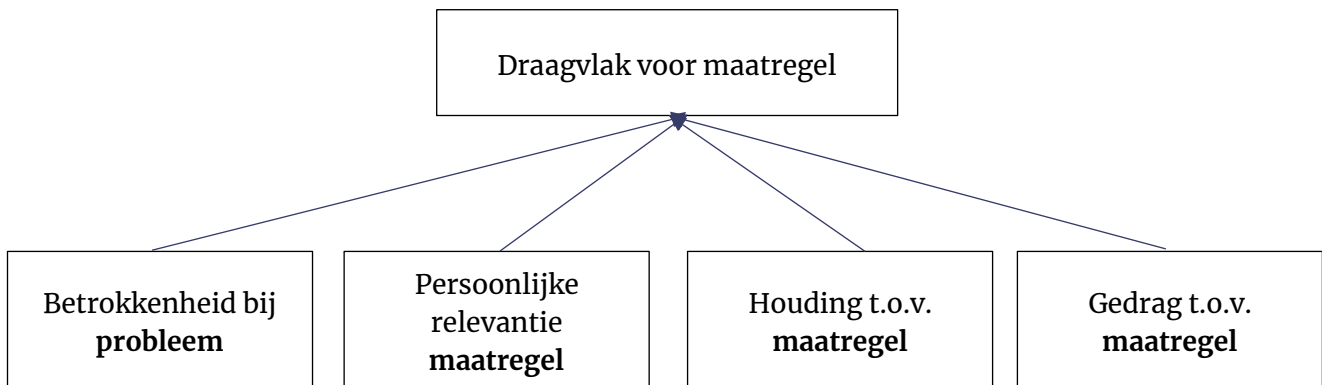 Draagvlak voor maatregel
Betrokkenheid bij
probleem
Persoonlijke
relevantie
maatregel
Houding t.o.v.
maatregel
Gedrag t.o.v.
maatregel